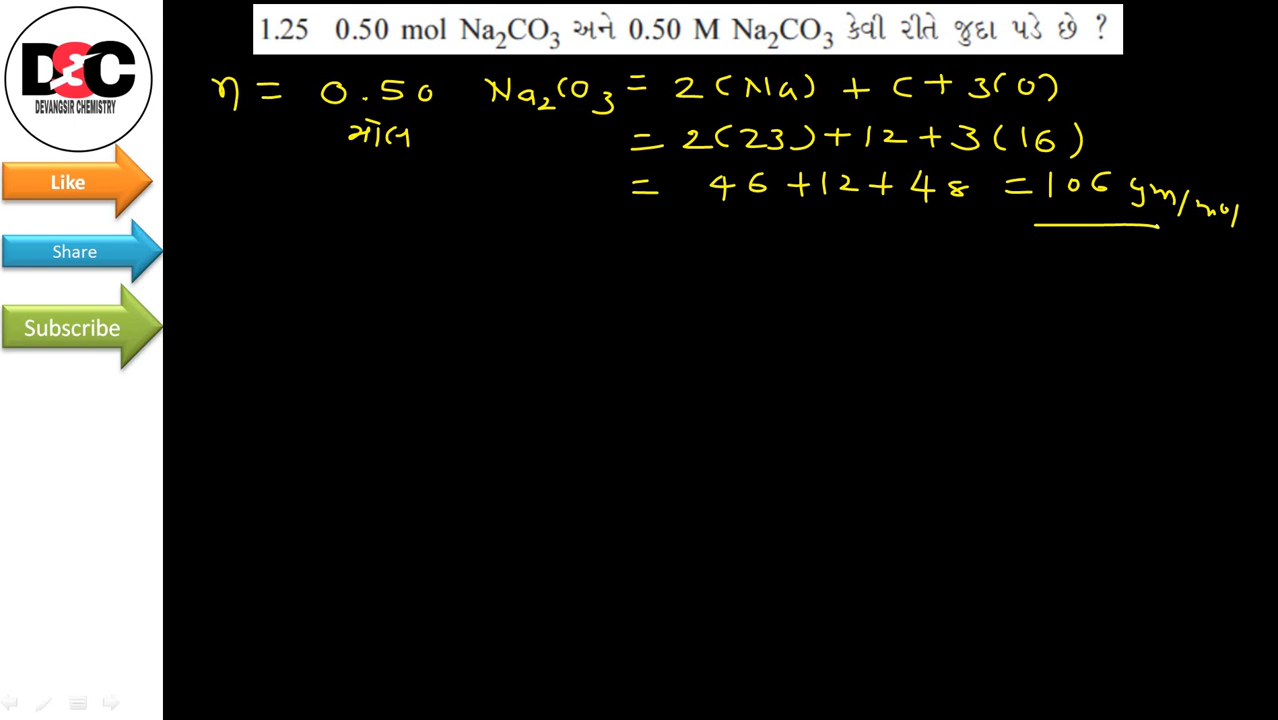 1.25 0.50 mol Na₂CO₃ અને 0.50 M Na₂CO₃ કેવી રીતે જુદા પડે છે ?
DEC
DEVANGSIR CHEMISTRY
Like
Share
Subscribe
η = 0.50 Na₂CO₃ = 2(Na) + C + 3(O)
મોલ
= 2(23) + 12 + 3(16)
= 46 + 12 + 48 = 106 gm/mol